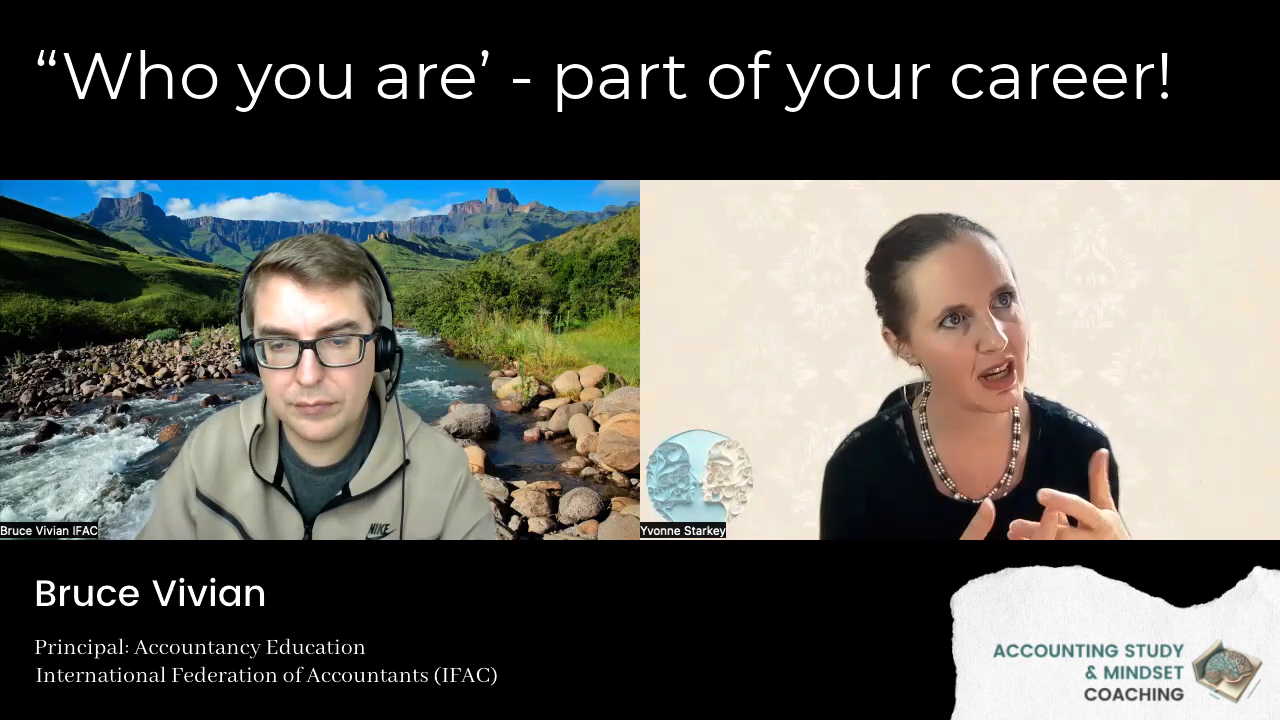 “Who you are’ - part of your career!
NIKE
Bruce Vivian IFAC
Yvonne Starkey
Bruce Vivian
Principal: Accountancy Education
International Federation of Accountants (IFAC)
ACCOUNTING STUDY
& MINDSET
COACHING